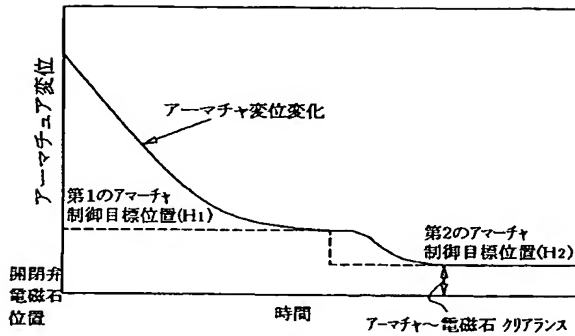 アーマチュア変位
アーマチャ変位変化
第1のアマーチャ
制御目標位置(H1)
第2のアマーチャ
制御目標位置(H2)
開閉弁
電磁石
位置
時間
アーマチャ～電磁石 クリアランス